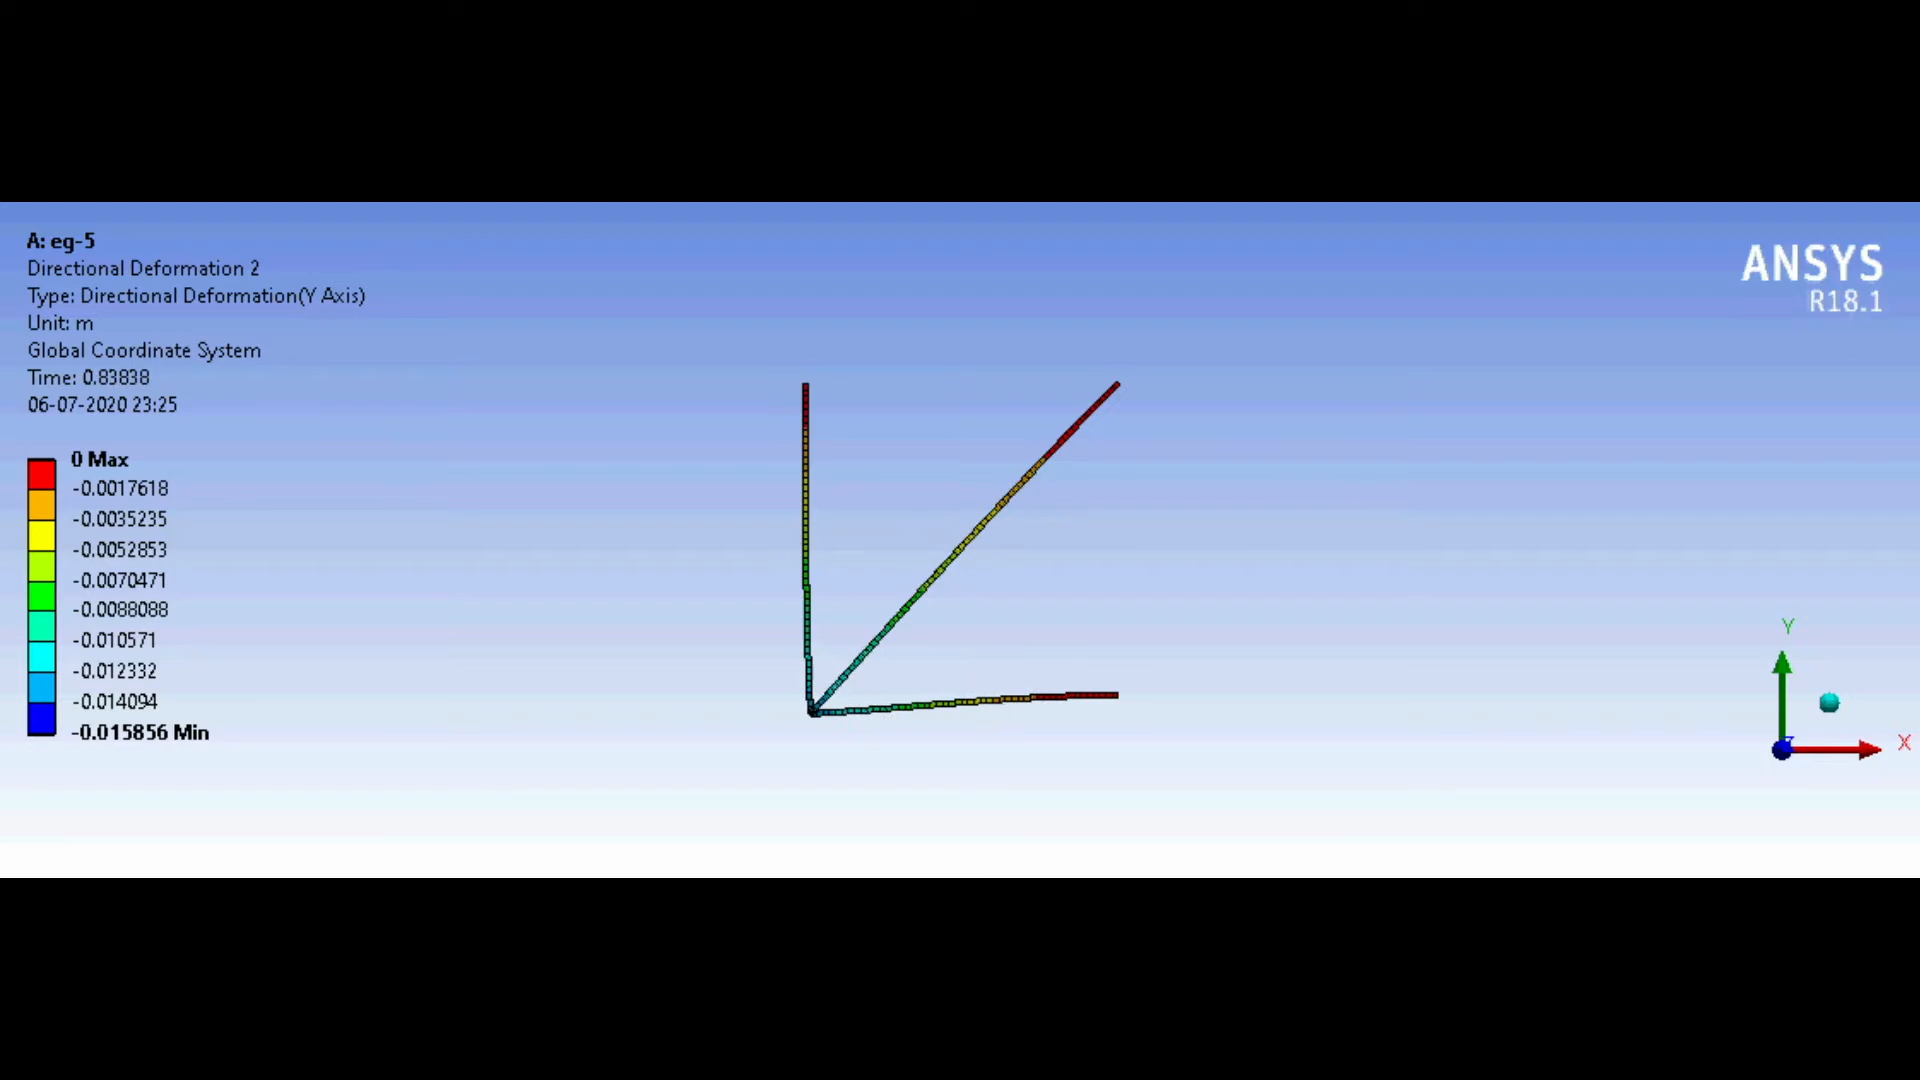 A: eg-5
Directional Deformation 2
Type: Directional Deformation(Y Axis)
Unit: m
Global Coordinate System
Time: 0.83838
06-07-2020 23:25
0 Max
-0.0017618
-0.0035235
-0.0052853
-0.0070471
-0.0088088
-0.010571
-0.012332
-0.014094
-0.015856 Min
ANSYS
R18.1
Y
Z
X